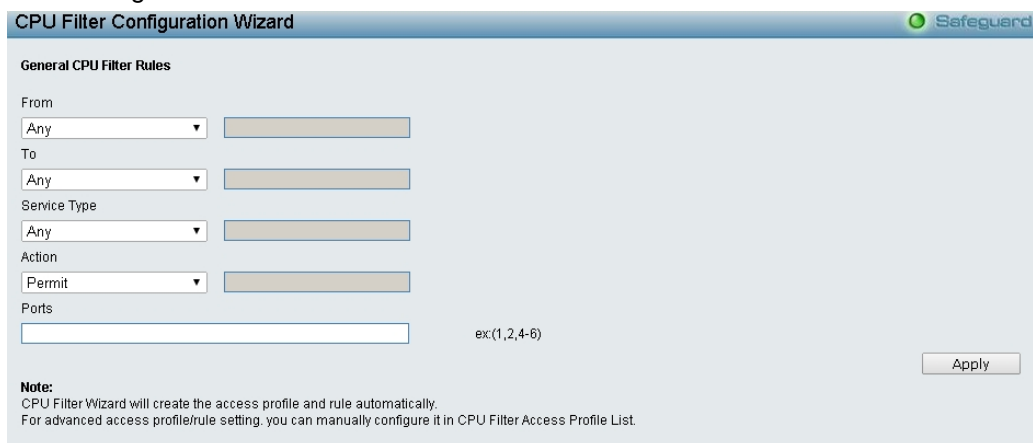 CPU Filter Configuration Wizard
Safeguard
General CPU Filter Rules
From
Any
To
Any
Service Type
Any
Action
Permit
Ports
ex:(1,2,4-6)
Apply
Note:
CPU Filter Wizard will create the access profile and rule automatically.
For advanced access profile/rule setting. you can manually configure it in CPU Filter Access Profile List.